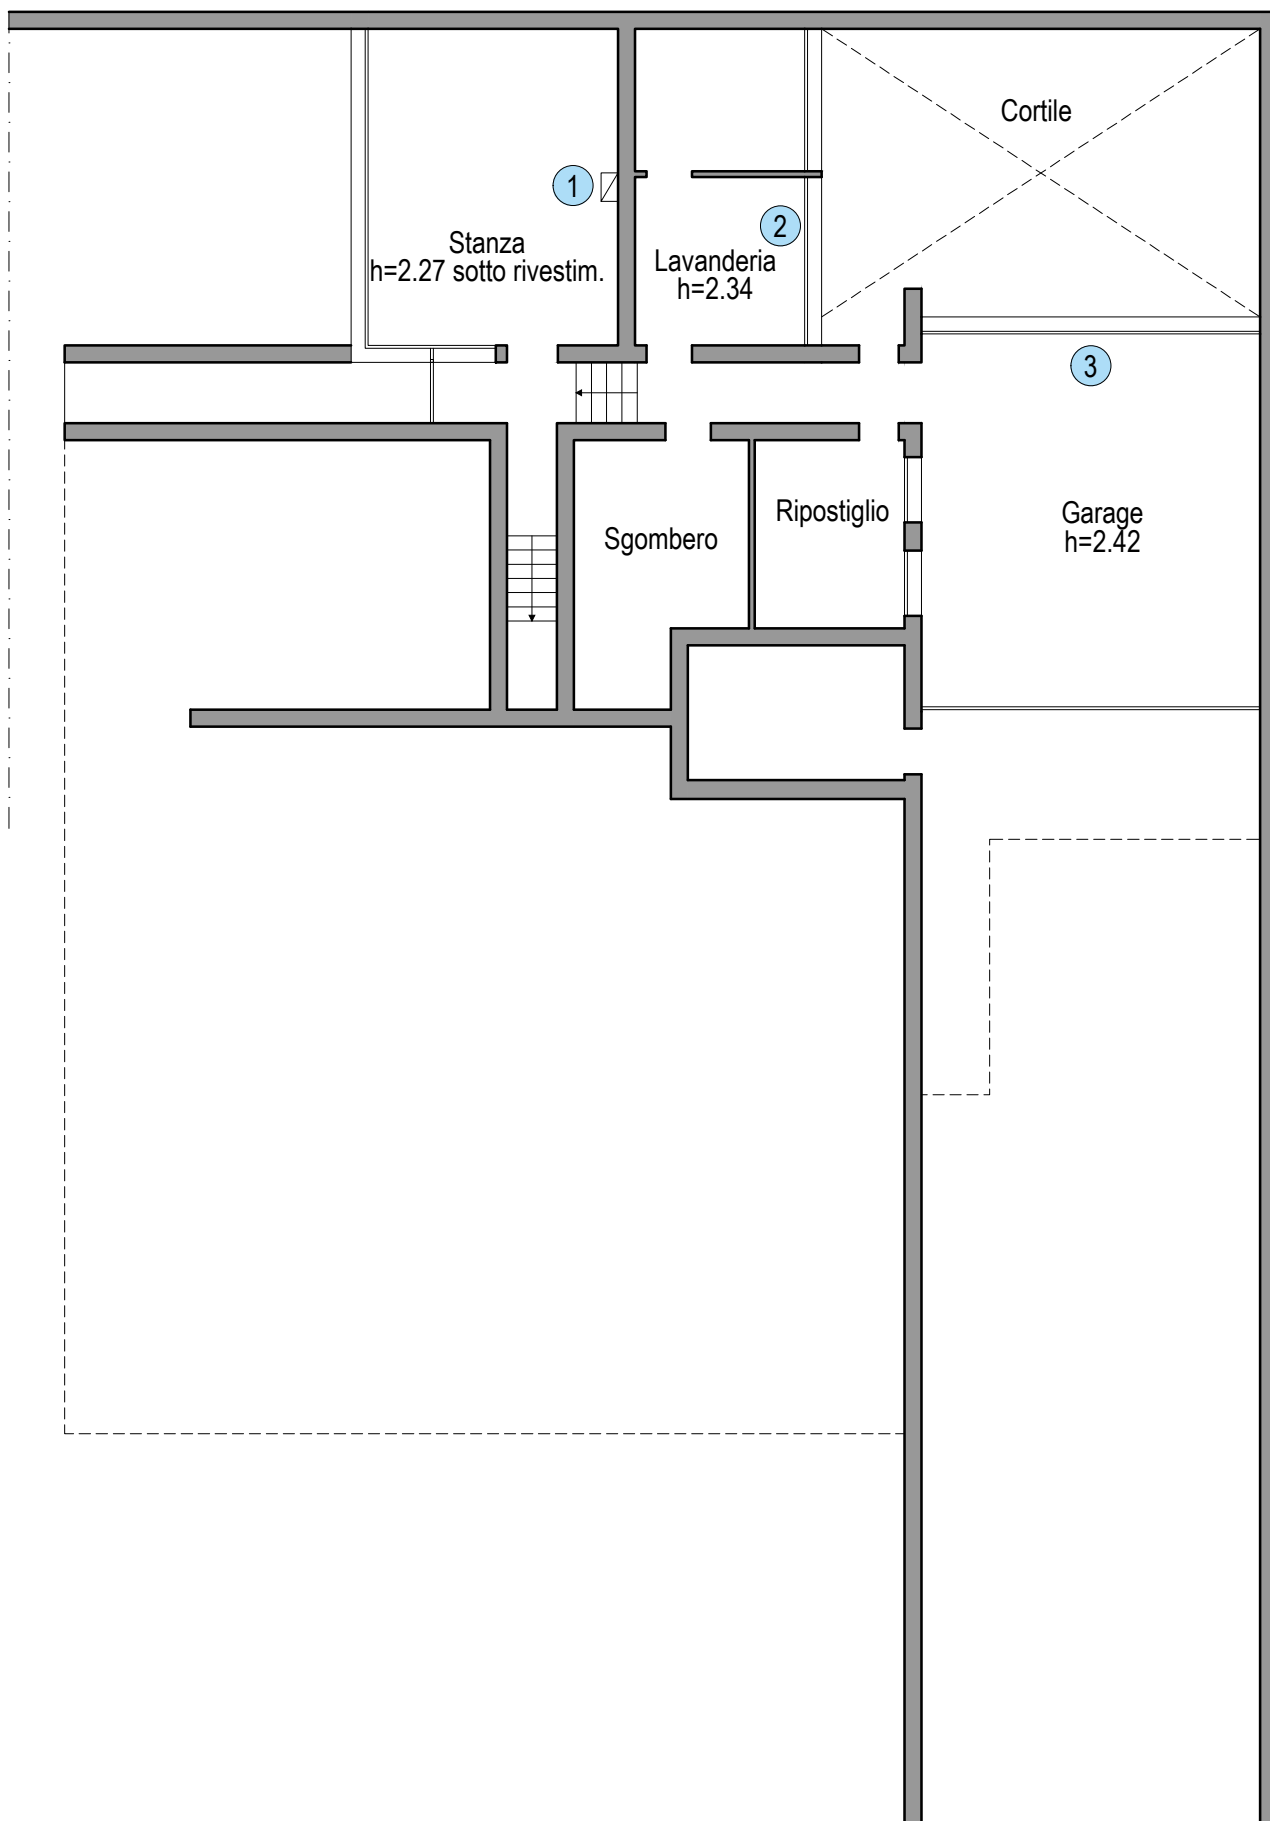 Cortile
1
2
Stanza
h=2.27 sotto rivestim.
Lavanderia
h=2.34
3
Sgombero
Ripostiglio
Garage
h=2.42